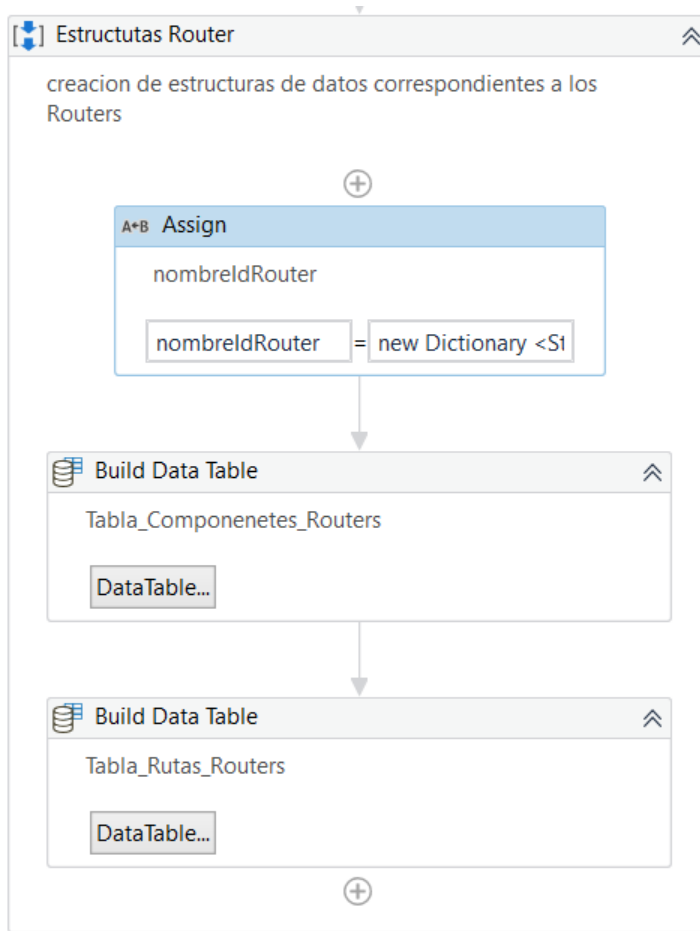 Estructutas Router
creacion de estructuras de datos correspondientes a los
Routers
A+B Assign
nombreIdRouter
nombreIdRouter = new Dictionary <St
Build Data Table
Tabla_Componenetes_Routers
DataTable...
Build Data Table
Tabla_Rutas_Routers
DataTable...